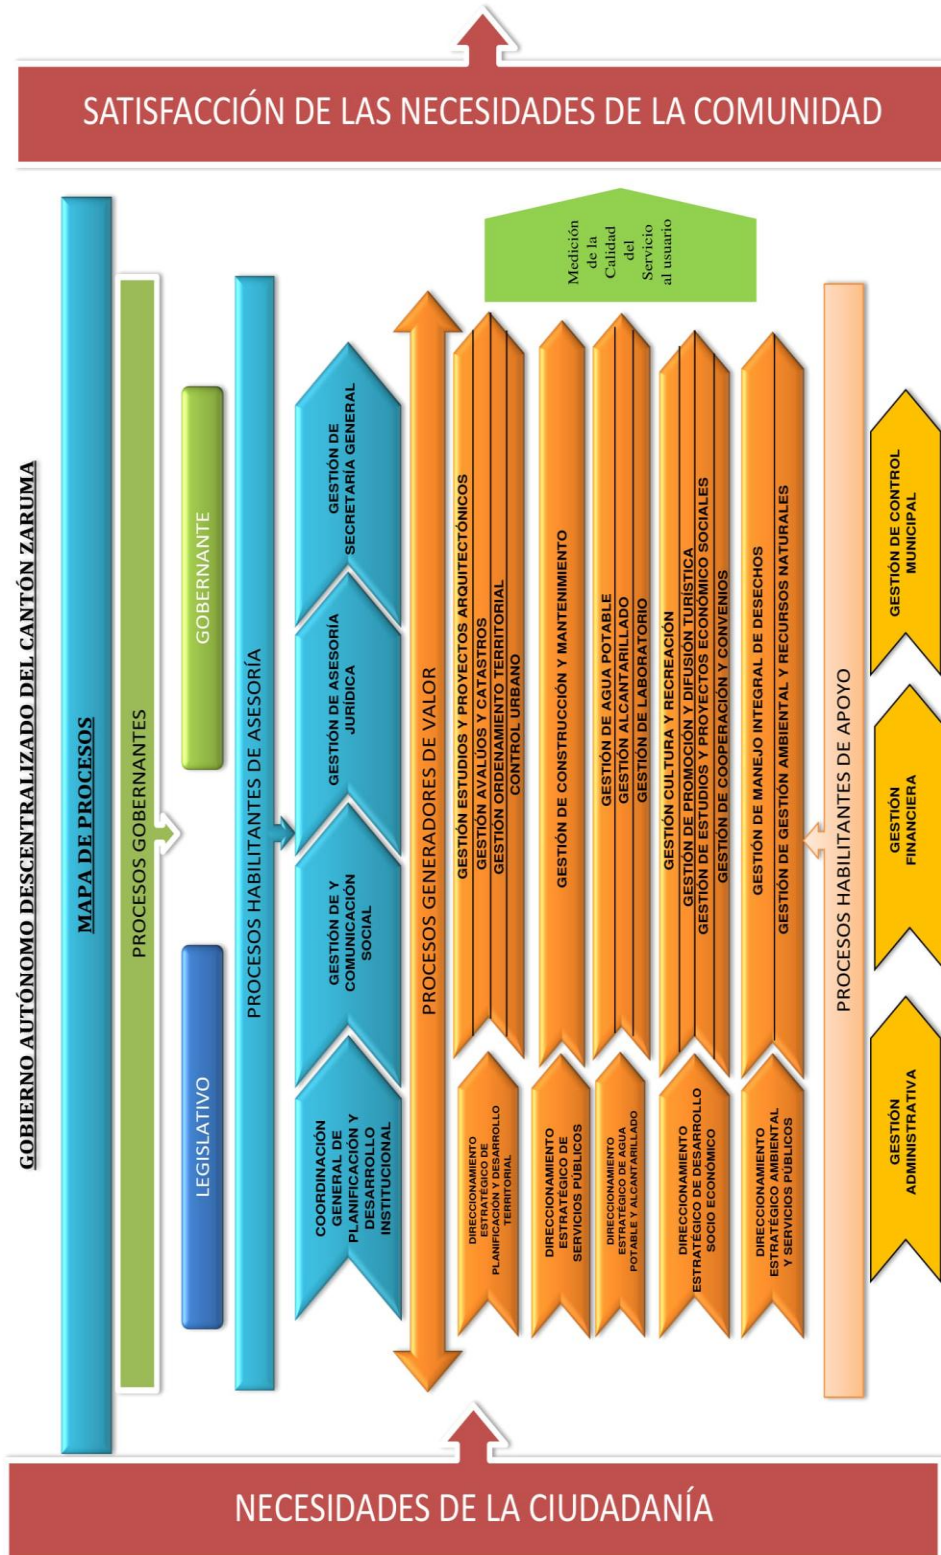 GOBIERNO AUTÓNOMO DESCENTRALIZADO DEL CANTÓN ZARUMA
MAPA DE PROCESOS
NECESIDADES DE LA CIUDADANÍA
PROCESOS GOBERNANTES
LEGISLATIVO
GOBERNANTE
PROCESOS HABILITANTES DE ASESORÍA
COORDINACIÓN
GENERAL DE
PLANIFICACIÓN Y
DESARROLLO
INSTITUCIONAL
GESTIÓN DE Y
COMUNICACIÓN
SOCIAL
GESTIÓN DE ASESORÍA
JURÍDICA
GESTIÓN DE
SECRETARÍA GENERAL
PROCESOS GENERADORES DE VALOR
DIRECCIONAMIENTO
ESTRATÉGICO DE
PLANIFICACIÓN Y DESARROLLO
TERRITORIAL
GESTIÓN ESTUDIOS Y PROYECTOS ARQUITECTÓNICOS
GESTIÓN AVALÚOS Y CATASTROS
GESTIÓN ORDENAMIENTO TERRITORIAL
CONTROL URBANO
DIRECCIONAMIENTO
ESTRATÉGICO DE
SERVICIOS PÚBLICOS
GESTIÓN DE CONSTRUCCIÓN Y MANTENIMIENTO
DIRECCIONAMIENTO
ESTRATÉGICO DE AGUA
POTABLE Y ALCANTARILLADO
GESTIÓN DE AGUA POTABLE
GESTIÓN ALCANTARILLADO
GESTIÓN DE LABORATORIO
DIRECCIONAMIENTO
ESTRATÉGICO DE DESARROLLO
SOCIO ECONÓMICO
GESTIÓN CULTURA Y RECREACIÓN
GESTIÓN DE PROMOCIÓN Y DIFUSIÓN TURÍSTICA
GESTIÓN DE ESTUDIOS Y PROYECTOS ECONÓMICO SOCIALES
GESTIÓN DE COOPERACIÓN Y CONVENIOS
DIRECCIONAMIENTO
ESTRATÉGICO AMBIENTAL
Y SERVICIOS PÚBLICOS
GESTIÓN DE MANEJO INTEGRAL DE DESECHOS
GESTIÓN DE GESTIÓN AMBIENTAL Y RECURSOS NATURALES
Medición
de la
Calidad
del
Servicio
al usuario
PROCESOS HABILITANTES DE APOYO
GESTIÓN
ADMINISTRATIVA
GESTIÓN
FINANCIERA
GESTIÓN DE CONTROL
MUNICIPAL
SATISFACCIÓN DE LAS NECESIDADES DE LA COMUNIDAD